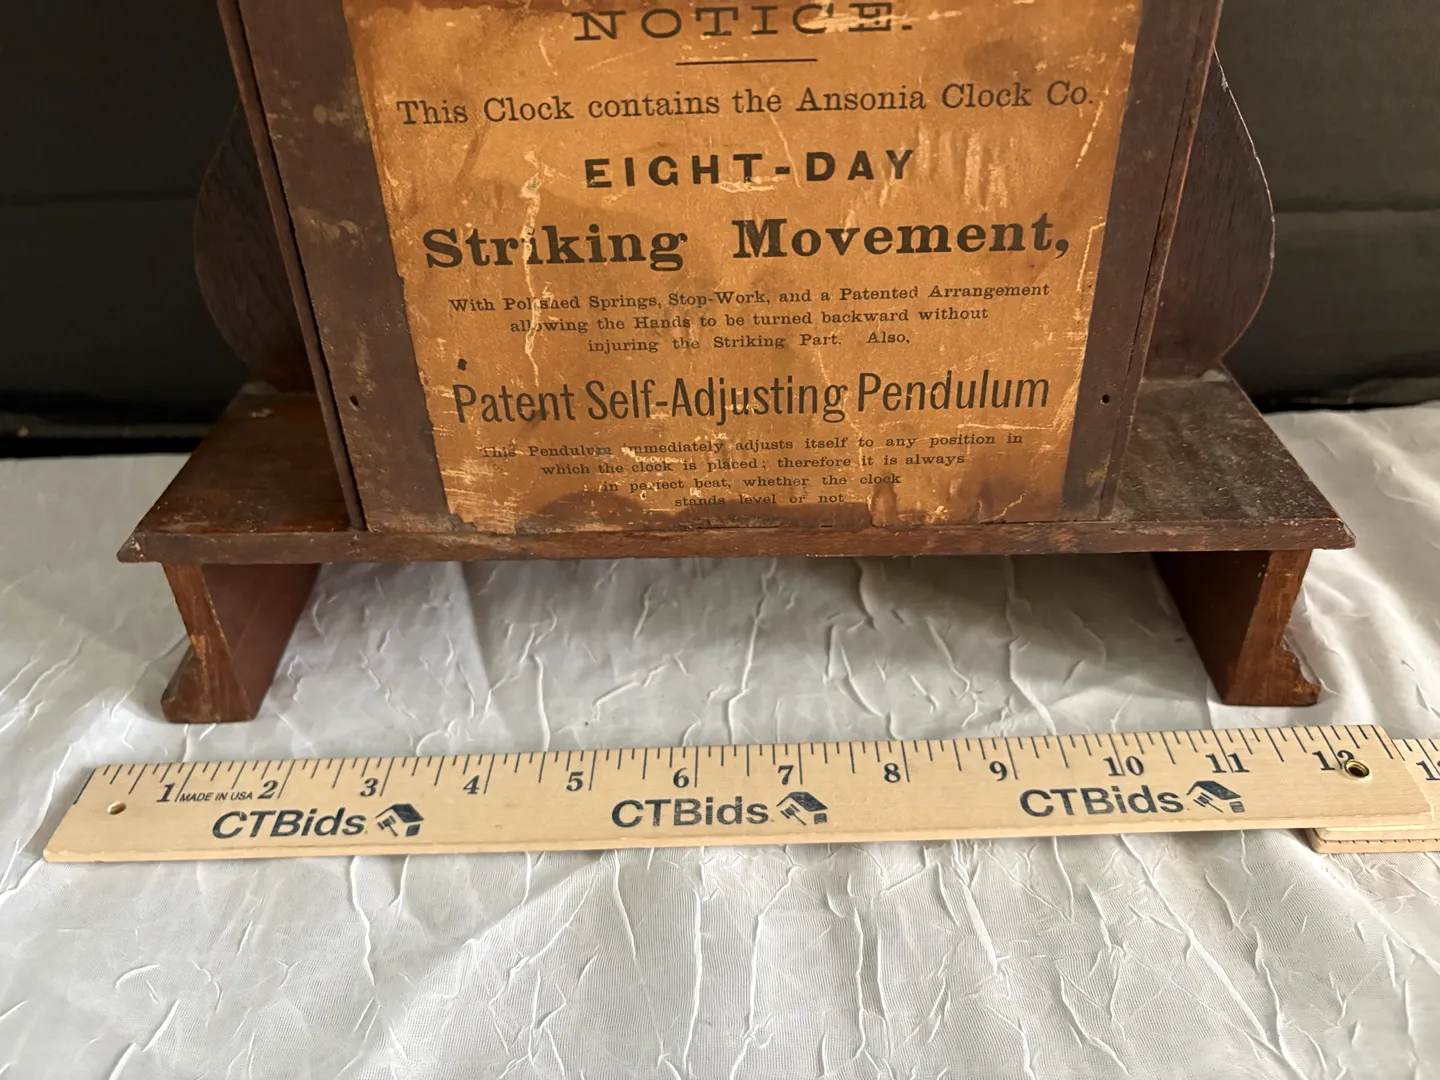 NOTICE.
This Clock contains the Ansonia Clock Co.
EIGHT-DAY
Striking Movement,
With Polished Springs, Stop-Work, and a Patented Arrangement
allowing the Hands to be turned backward without
injuring the Striking Part. Also,
Patent Self-Adjusting Pendulum
This Pendulum immediately adjusts itself to any position in
which the clock is placed; therefore it is always
in perfect beat, whether the clock
stands level or not
1 2 3 4 5 6 7 8 9 10 11 12
MADE IN USA
CTBids CTBids CTBids